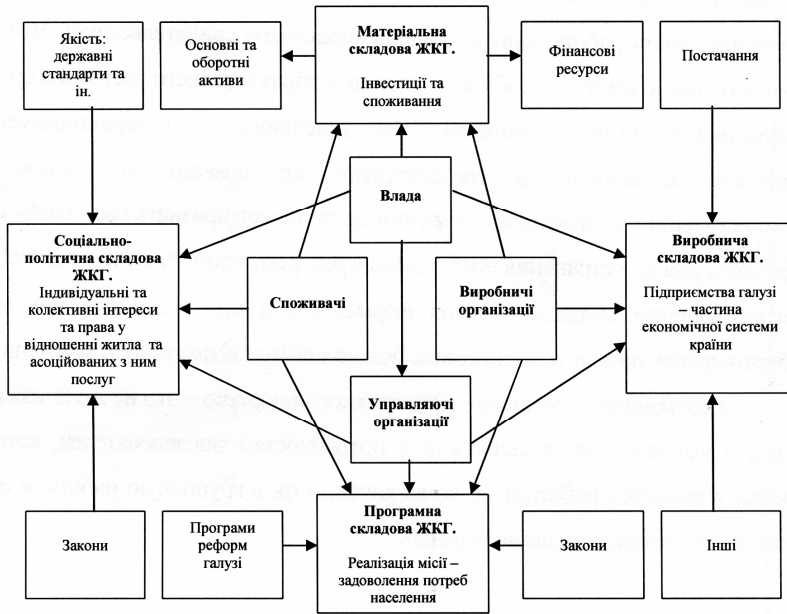 Якість:
державні
стандарти та
ін.
Основні та
оборотні
активи
Матеріальна
складова ЖКГ.
Інвестиції та
споживання
Фінансові
ресурси
Постачання
Влада
Соціально-
політична складова
ЖКГ.
Індивідуальні та
колективні інтереси
та права у
відношенні житла та
асоційованих з ним
послуг
Споживачі
Виробничі
організації
Виробнича
складова ЖКГ.
Підприємства галузі
– частина
економічної системи
країни
Управляючі
організації
Закони
Програми
реформ
галузі
Програмна
складова ЖКГ.
Реалізація місії –
задоволення потреб
населення
Закони
Інші